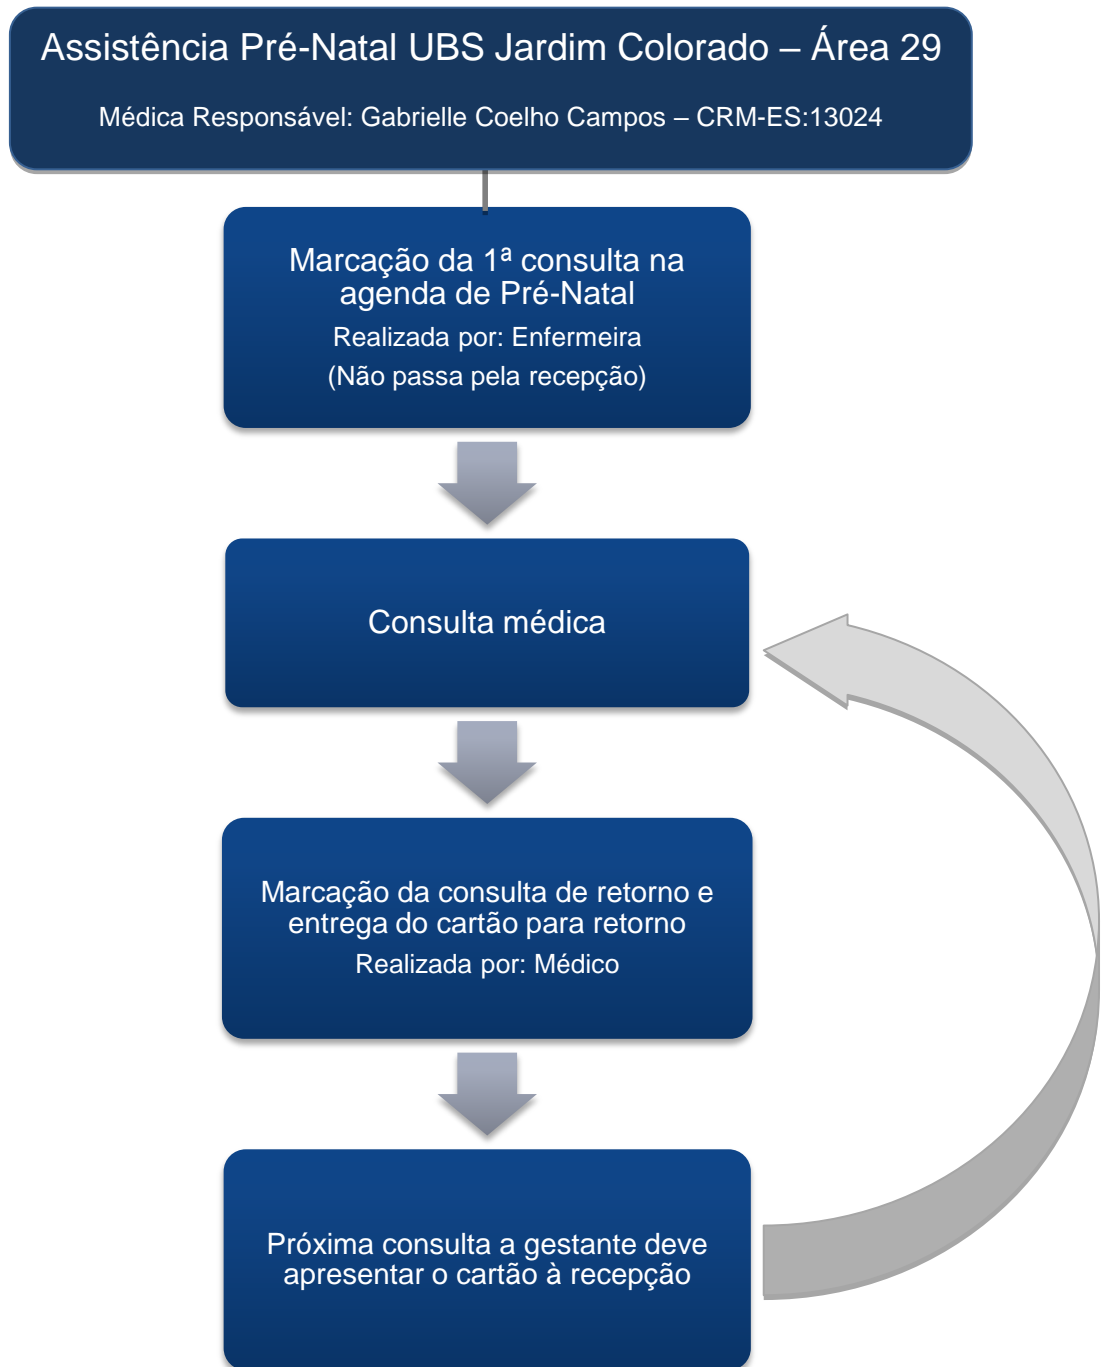 Assistência Pré-Natal UBS Jardim Colorado – Área 29
Médica Responsável: Gabrielle Coelho Campos – CRM-ES:13024
Marcação da 1ª consulta na
agenda de Pré-Natal
Realizada por: Enfermeira
(Não passa pela recepção)
Consulta médica
Marcação da consulta de retorno e
entrega do cartão para retorno
Realizada por: Médico
Próxima consulta a gestante deve
apresentar o cartão à recepção